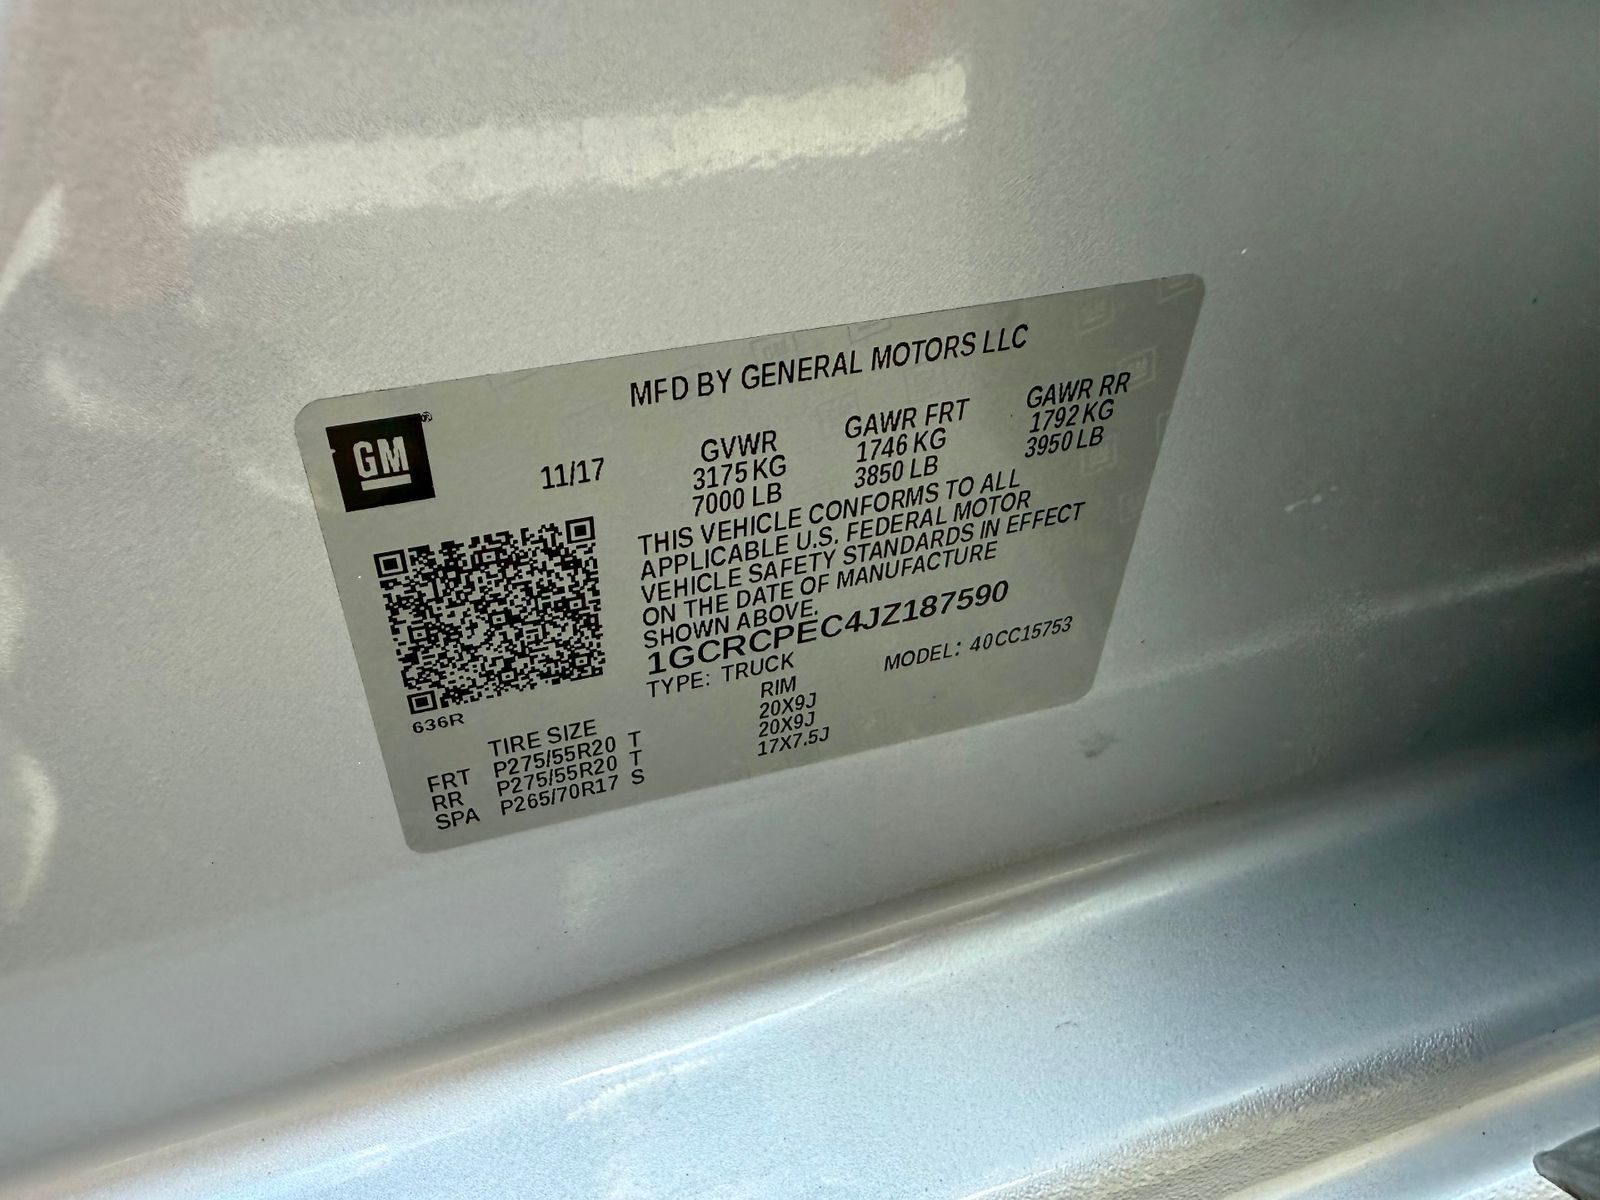 MFD BY GENERAL MOTORS LLC
GM®
11/17
GVWR GAWR FRT GAWR RR
3175 KG 1746 KG 1792 KG
7000 LB 3850 LB 3950 LB
THIS VEHICLE CONFORMS TO ALL
APPLICABLE U.S. FEDERAL MOTOR
VEHICLE SAFETY STANDARDS IN EFFECT
ON THE DATE OF MANUFACTURE
SHOWN ABOVE.
1GCRCPEC4JZ187590
TYPE: TRUCK MODEL: 40CC15753
636R
TIRE SIZE RIM
FRT P275/55R20 T 20X9J
RR P275/55R20 T 20X9J
SPA P265/70R17 S 17X7.5J